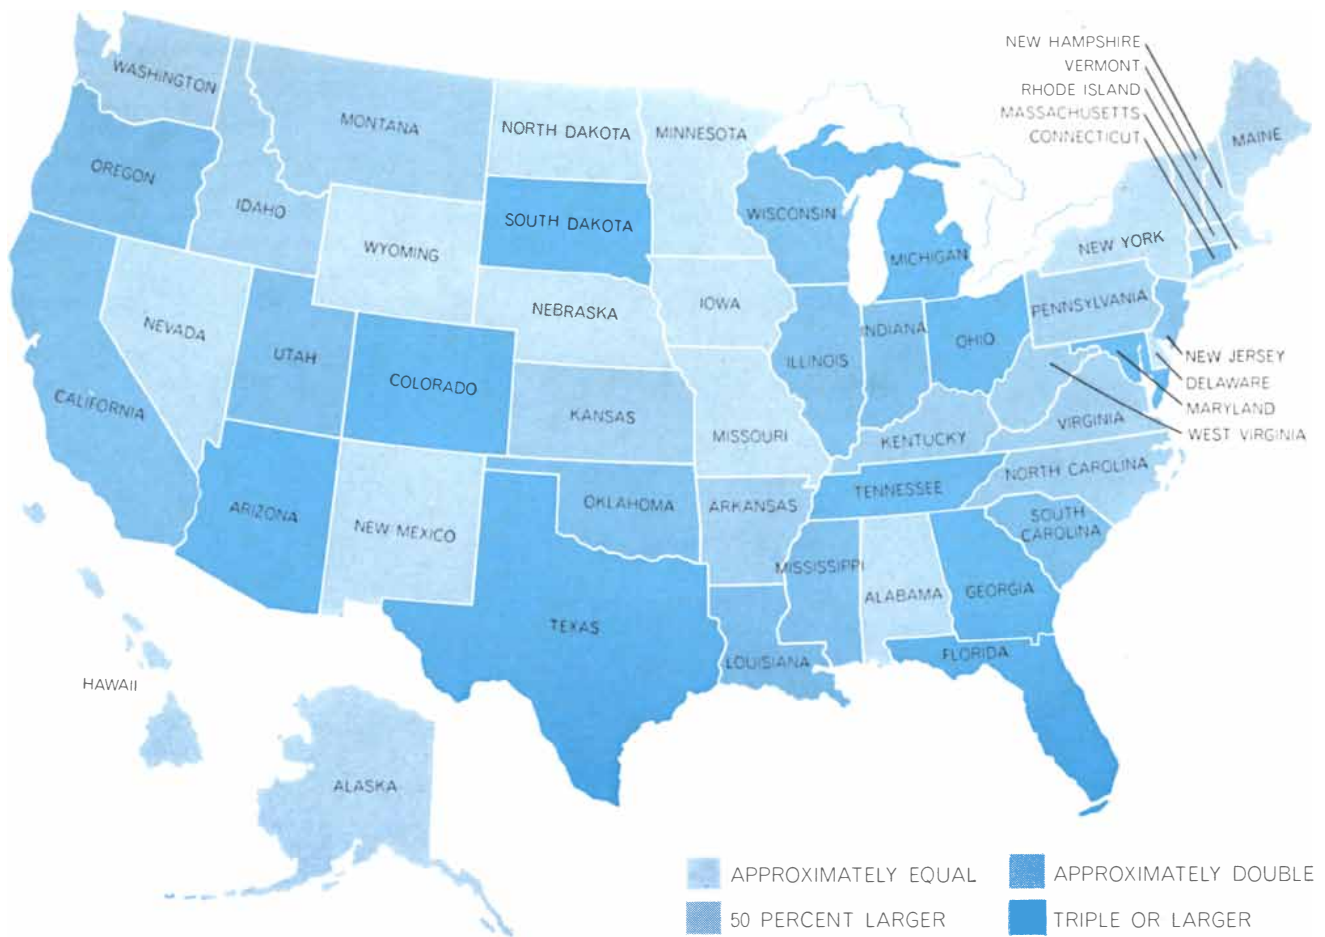 NEW HAMPSHIRE
VERMONT
RHODE ISLAND
MASSACHUSETTS
CONNECTICUT
WASHINGTON
MONTANA
NORTH DAKOTA
MINNESOTA
MAINE
OREGON
IDAHO
SOUTH DAKOTA
WISCONSIN
WYOMING
MICHIGAN
NEW YORK
NEVADA
NEBRASKA
IOWA
PENNSYLVANIA
UTAH
COLORADO
ILLINOIS
INDIANA
OHIO
NEW JERSEY
DELAWARE
MARYLAND
WEST VIRGINIA
CALIFORNIA
KANSAS
MISSOURI
KENTUCKY
VIRGINIA
ARIZONA
NEW MEXICO
OKLAHOMA
ARKANSAS
TENNESSEE
NORTH CAROLINA
SOUTH
CAROLINA
MISSISSIPPI
ALABAMA
GEORGIA
TEXAS
LOUISIANA
FLORIDA
HAWAII
ALASKA
APPROXIMATELY EQUAL
50 PERCENT LARGER
APPROXIMATELY DOUBLE
TRIPLE OR LARGER